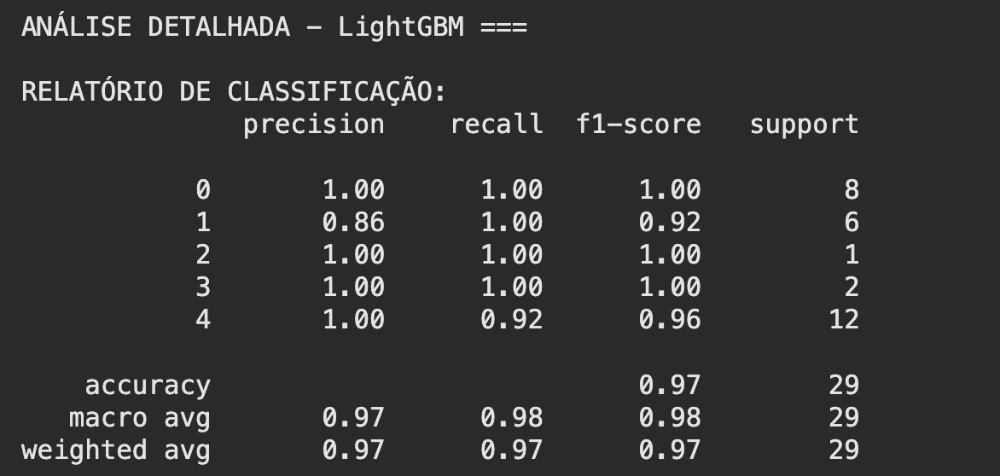 ANÁLISE DETALHADA - LightGBM ===
RELATÓRIO DE CLASSIFICAÇÃO:
precision recall f1-score support
0 1.00 1.00 1.00 8
1 0.86 1.00 0.92 6
2 1.00 1.00 1.00 1
3 1.00 1.00 1.00 2
4 1.00 0.92 0.96 12
accuracy 0.97 29
macro avg 0.97 0.98 0.98 29
weighted avg 0.97 0.97 0.97 29